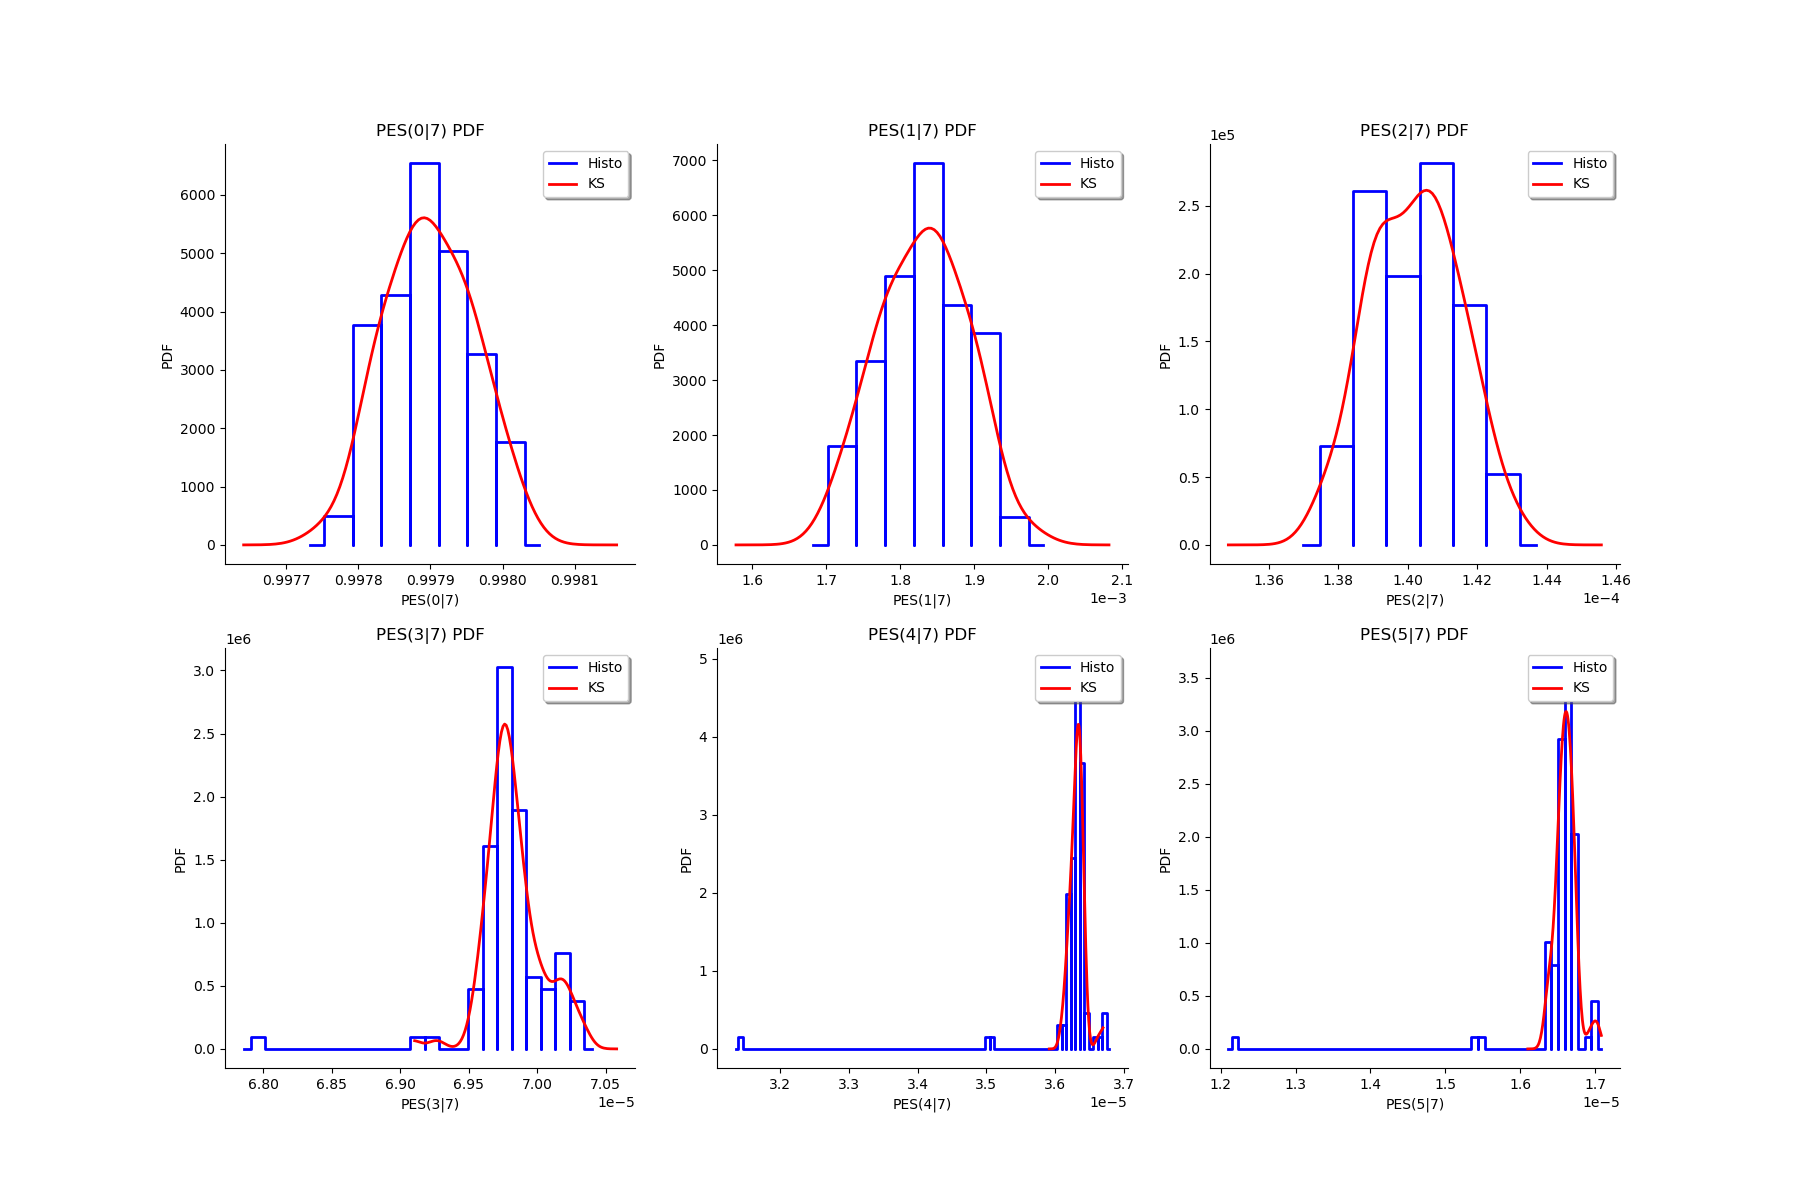 PES(0|7) PDF
Histo
KS
PDF
6000
5000
4000
3000
2000
1000
0
0.9977 0.9978 0.9979 0.9980 0.9981
PES(0|7)
PES(1|7) PDF
Histo
KS
PDF
7000
6000
5000
4000
3000
2000
1000
0
1.6 1.7 1.8 1.9 2.0 2.1
PES(1|7)
1e−3
PES(2|7) PDF
1e5
Histo
KS
PDF
2.5
2.0
1.5
1.0
0.5
0.0
1.36 1.38 1.40 1.42 1.44 1.46
PES(2|7)
1e−4
PES(3|7) PDF
1e6
Histo
KS
PDF
3.0
2.5
2.0
1.5
1.0
0.5
0.0
6.80 6.85 6.90 6.95 7.00 7.05
PES(3|7)
1e−5
PES(4|7) PDF
1e6
Histo
KS
PDF
5
4
3
2
1
0
3.2 3.3 3.4 3.5 3.6 3.7
PES(4|7)
1e−5
PES(5|7) PDF
1e6
Histo
KS
PDF
3.5
3.0
2.5
2.0
1.5
1.0
0.5
0.0
1.2 1.3 1.4 1.5 1.6 1.7
PES(5|7)
1e−5